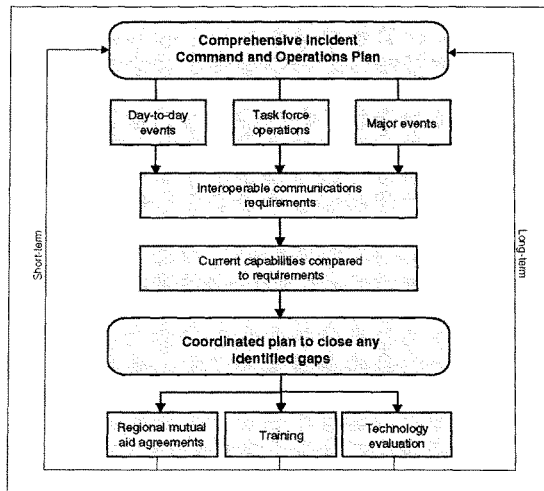 Comprehensive Incident
Command and Operations Plan
Day-to-day
events
Task force
operations
Major events
Interoperable communications
requirements
Current capabilities compared
to requirements
Short-term
Long-term
Coordinated plan to close any
identified gaps
Regional mutual
aid agreements
Training
Technology
evaluation